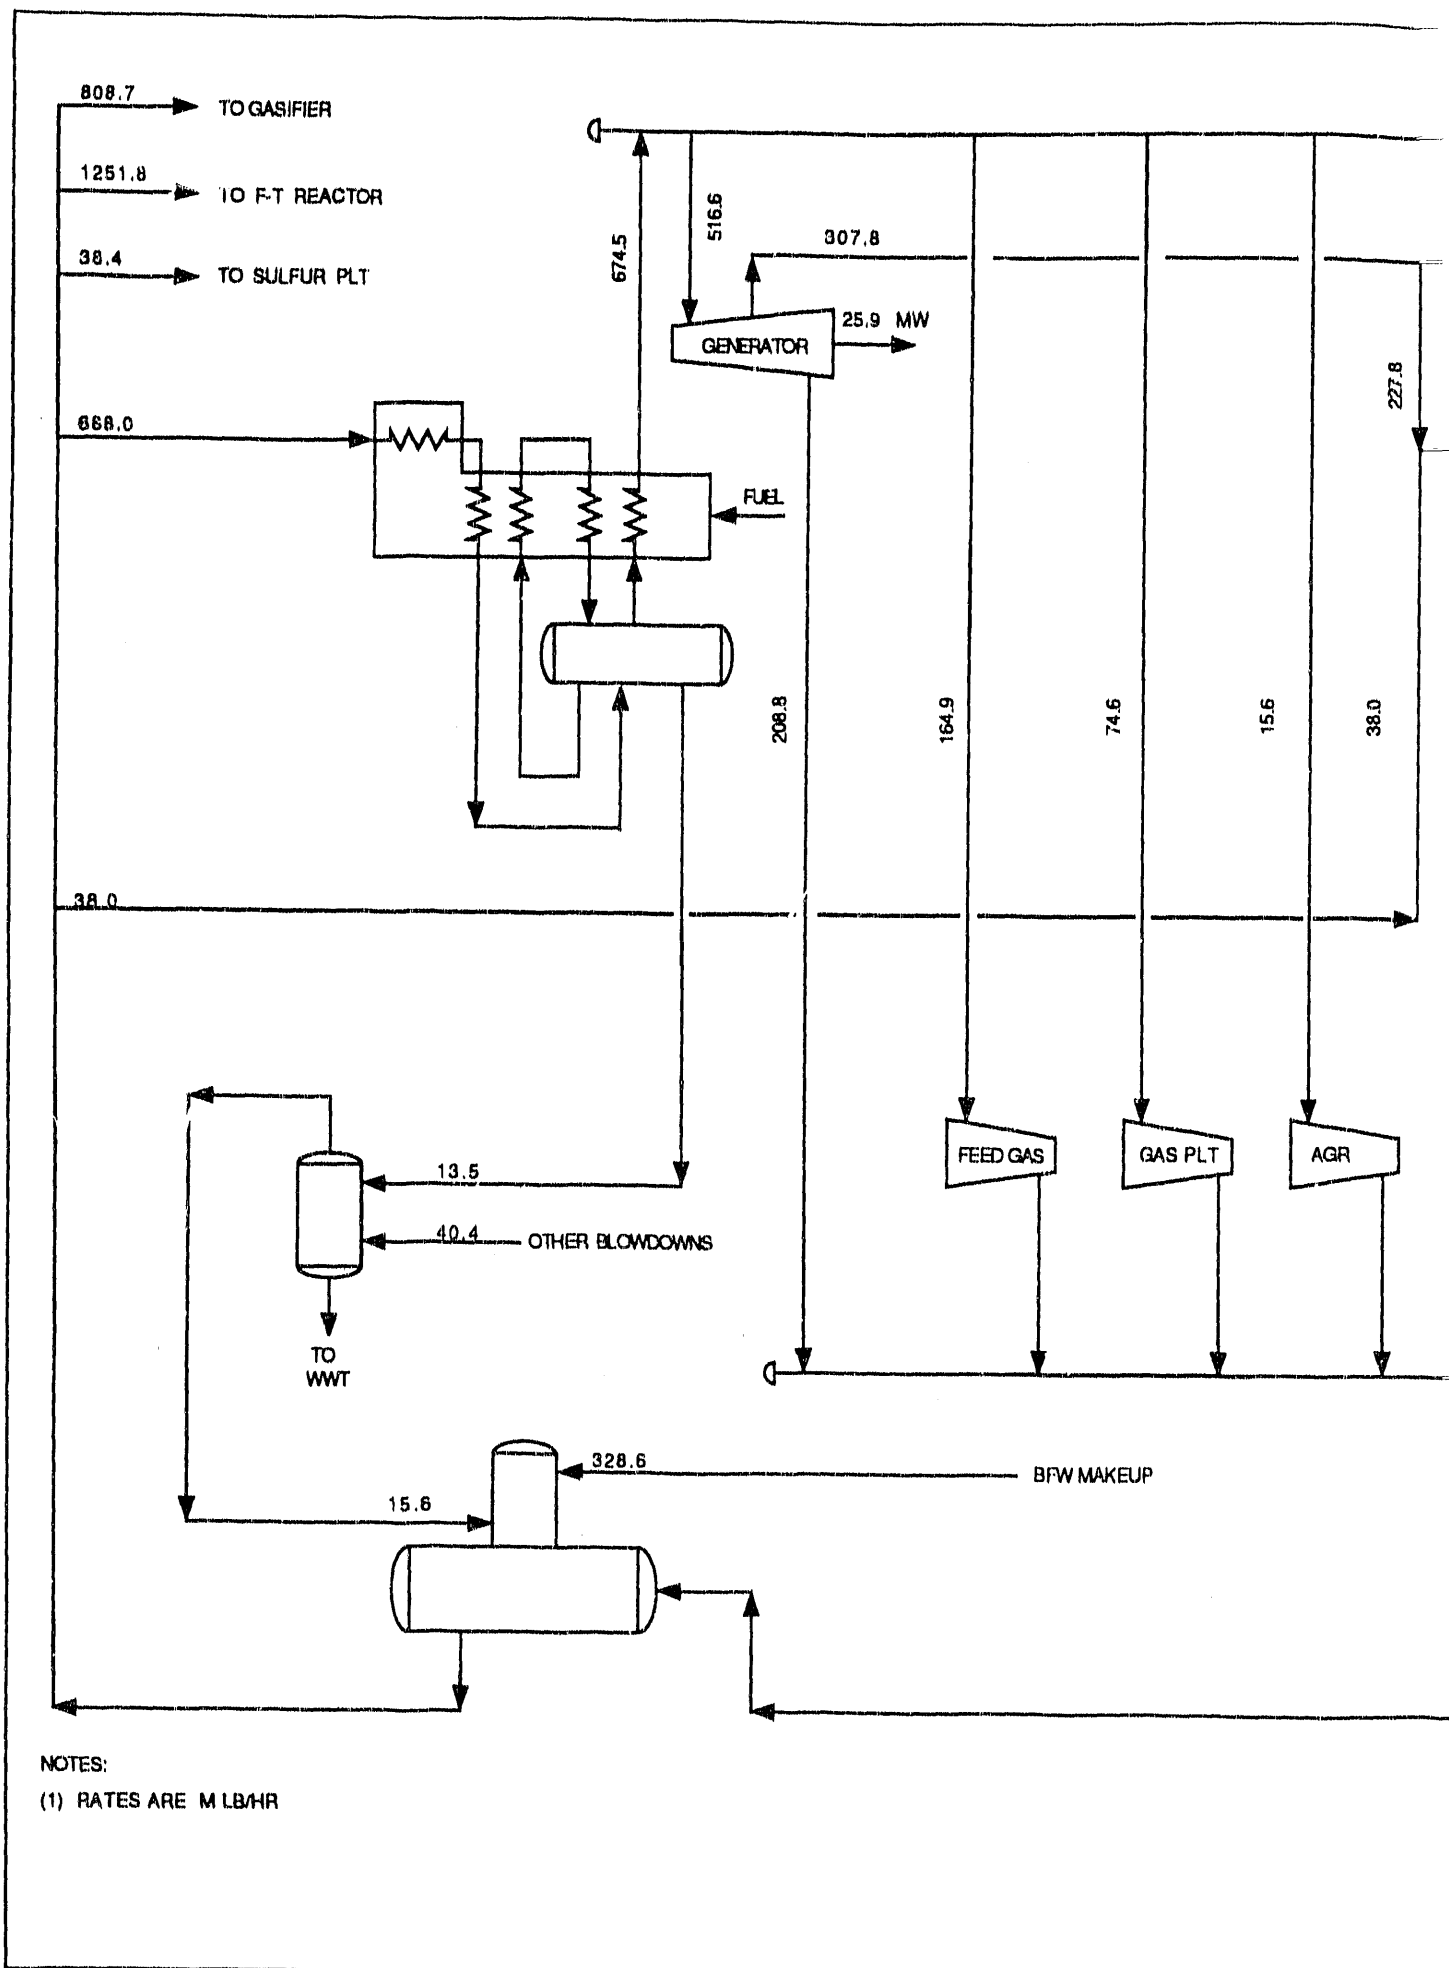 808.7
TO GASIFIER
1251.8
TO F-T REACTOR
38.4
TO SULFUR PLT
674.5
516.6
307.8
GENERATOR
25.9 MW
227.8
668.0
FUEL
208.8
164.9
74.6
15.6
38.0
38.0
FEED GAS
GAS PLT
AGR
13.5
40.4
OTHER BLOWDOWNS
TO
WWT
328.6
BFW MAKEUP
15.6
NOTES:
(1) RATES ARE M LB/HR